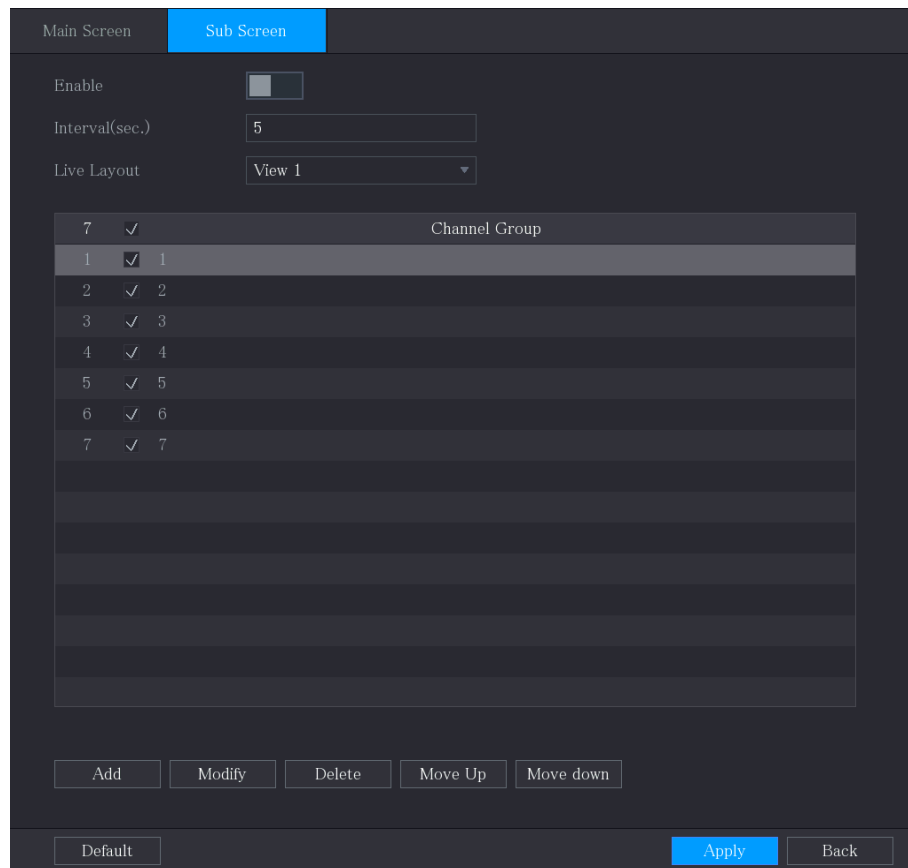 Main Screen Sub Screen
Enable
Interval(sec.) 5
Live Layout View 1
7 Channel Group
1 1
2 2
3 3
4 4
5 5
6 6
7 7
Add Modify Delete Move Up Move down
Default Apply Back